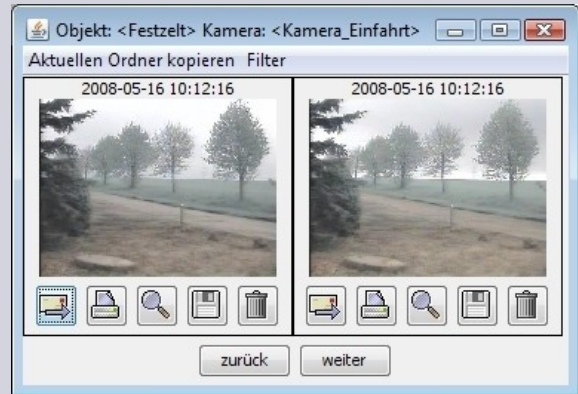 Objekt: <Festzelt> Kamera: <Kamera_Einfahrt>
Aktuellen Ordner kopieren Filter
2008-05-16 10:12:16
2008-05-16 10:12:16
zurück weiter